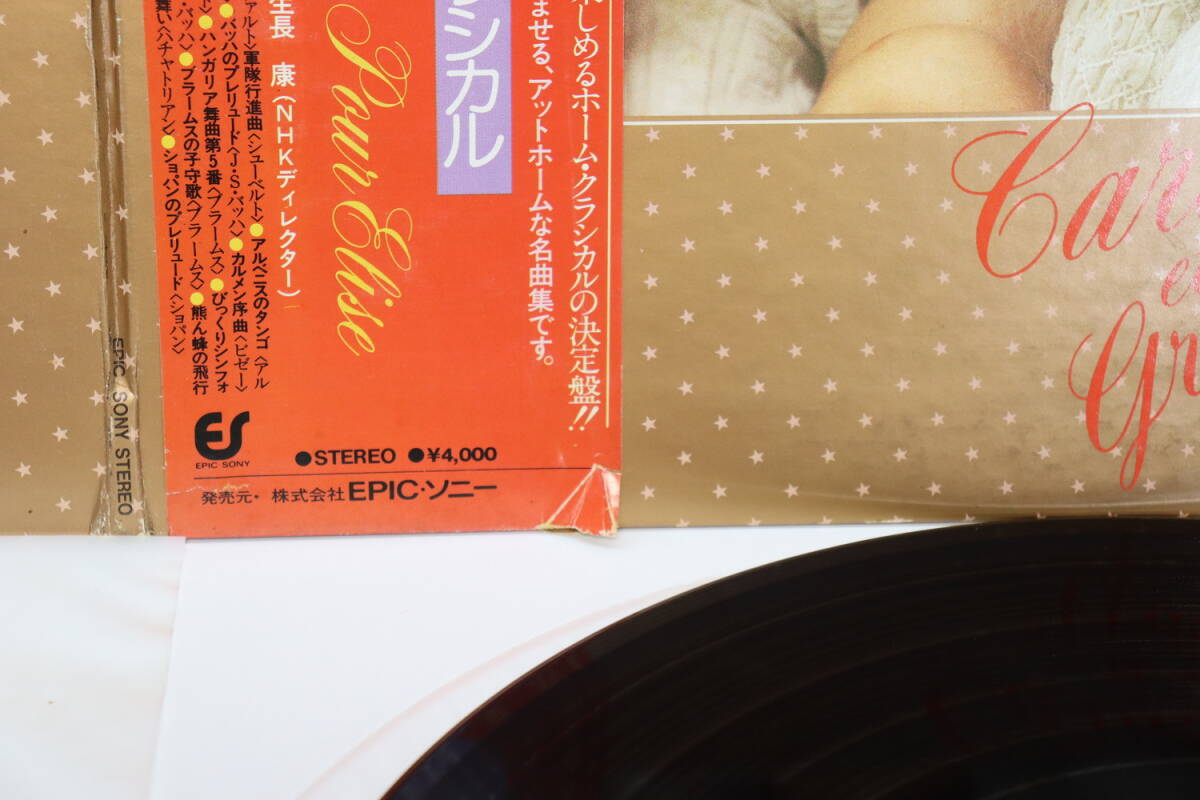 楽しめるホーム・クラシカルの決定盤!!
ませる、アットホームな名曲集です。
シカル
Pour Elise
生長 康(NHKディレクター)
軍隊行進曲〈シューベルト〉●アルベニスのタンゴ〈アル
●バッハのプレリュード〈J・S・バッハ〉●カルメン序曲〈ビゼー〉
●ハンガリア舞曲第5番〈ブラームス〉●びっくりシンフォ
バッハ〉●ブラームスの子守歌〈ブラームス〉●熊ん蜂の飛行
舞い〈ハチャトリアン〉●ショパンのプレリュード〈ショパン〉
ES
EPIC SONY
●STEREO ●¥4,000
発売元・株式会社EPIC・ソニー
EPIC SONY STEREO
Car
e
Gr